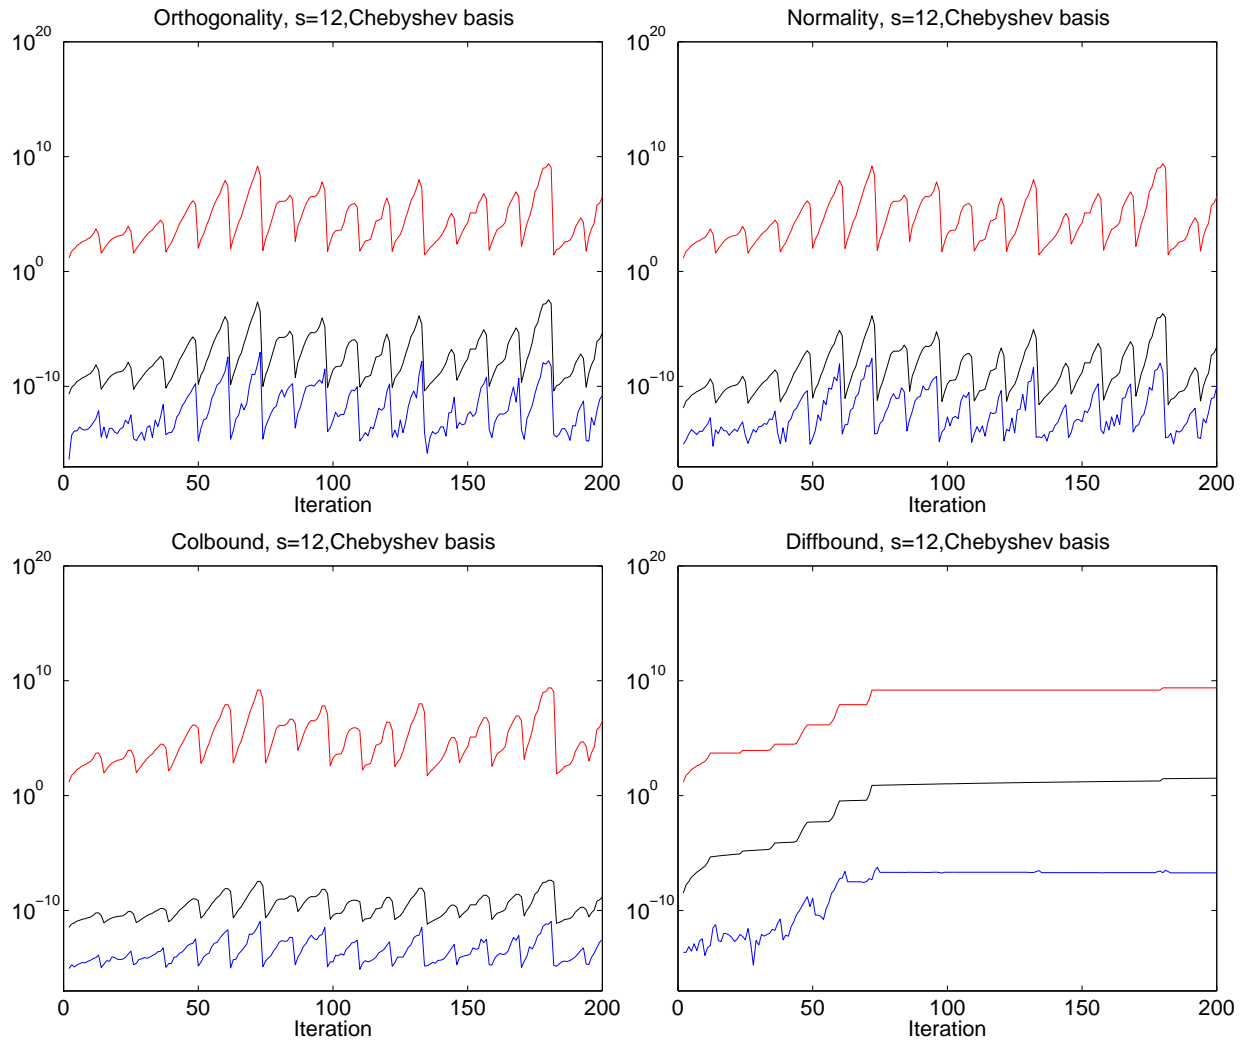 Orthogonality, s=12,Chebyshev basis
10^20
10^10
10^0
10^-10
0 50 100 150 200
Iteration
Normality, s=12,Chebyshev basis
10^20
10^10
10^0
10^-10
0 50 100 150 200
Iteration
Colbound, s=12,Chebyshev basis
10^20
10^10
10^0
10^-10
0 50 100 150 200
Iteration
Diffbound, s=12,Chebyshev basis
10^20
10^10
10^0
10^-10
0 50 100 150 200
Iteration